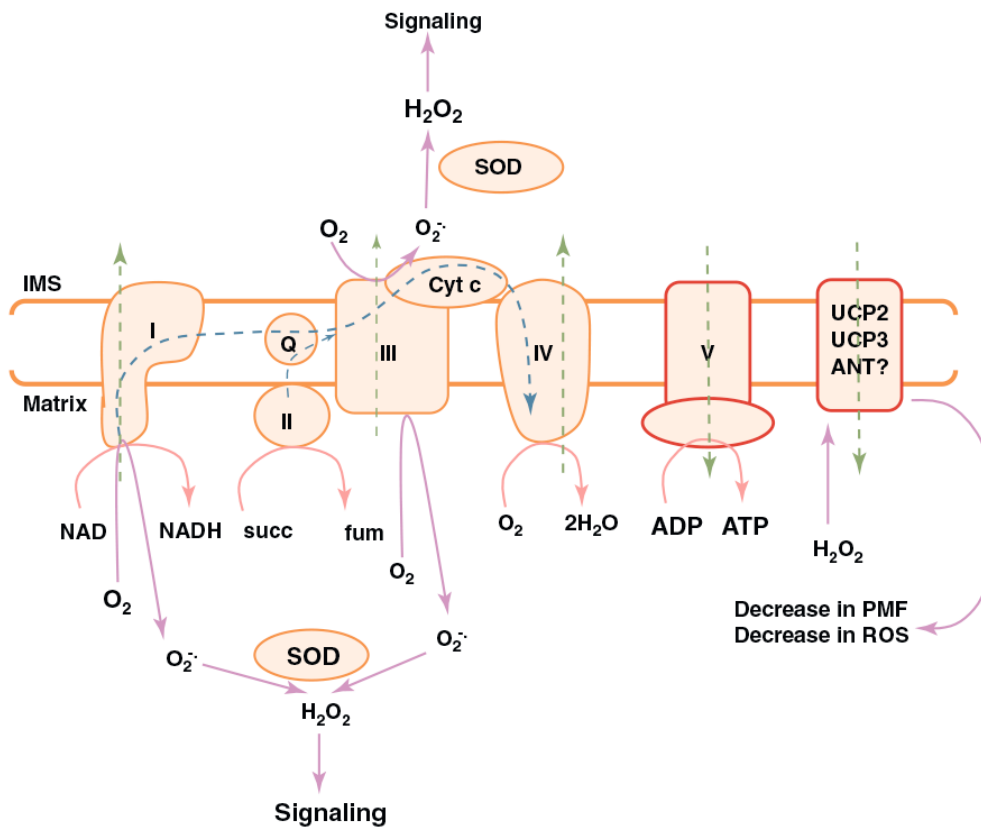 Signaling
H₂O₂
SOD
O₂ O₂⁻·
IMS
Cyt c
I Q III IV V
UCP2
UCP3
ANT?
Matrix
II
NAD NADH succ fum O₂ 2H₂O ADP ATP
H₂O₂
O₂ O₂
Decrease in PMF
Decrease in ROS
O₂⁻· SOD O₂⁻·
H₂O₂
Signaling